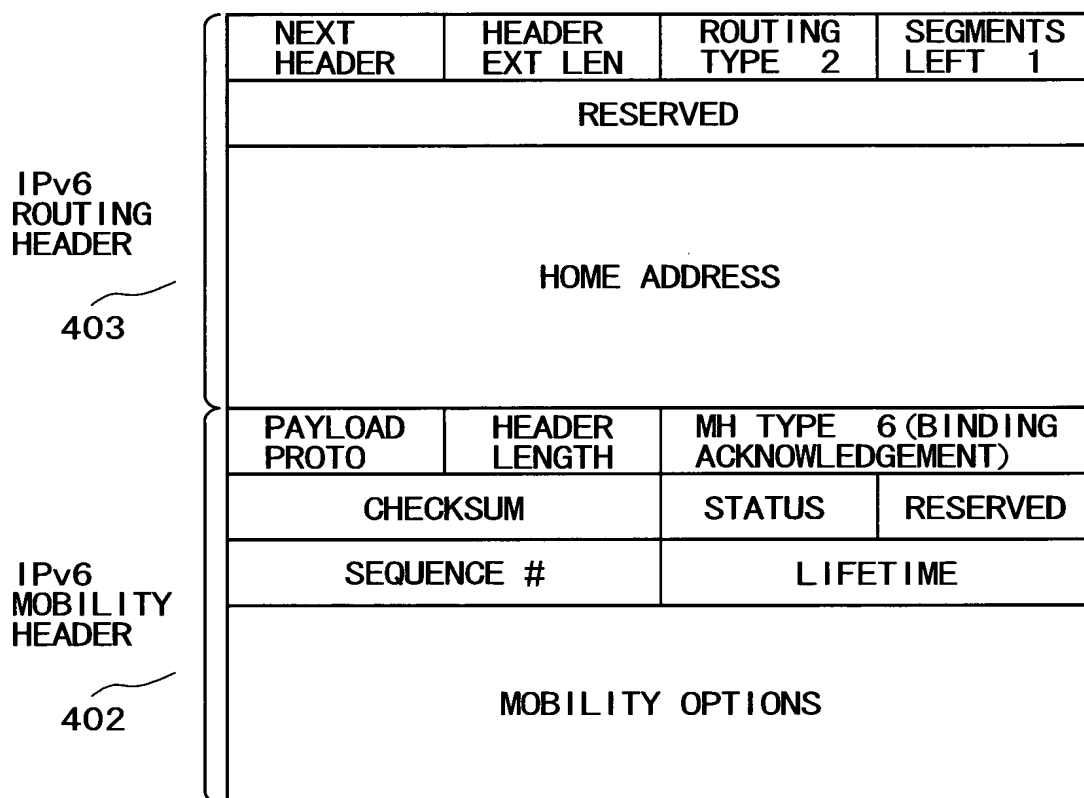 NEXT HEADER
HEADER EXT LEN
ROUTING TYPE 2
SEGMENTS LEFT 1
RESERVED
IPv6
ROUTING
HEADER
403
HOME ADDRESS
PAYLOAD PROTO
HEADER LENGTH
MH TYPE 6(BINDING
ACKNOWLEDGEMENT)
CHECKSUM
STATUS
RESERVED
SEQUENCE #
LIFETIME
IPv6
MOBILITY
HEADER
402
MOBILITY OPTIONS